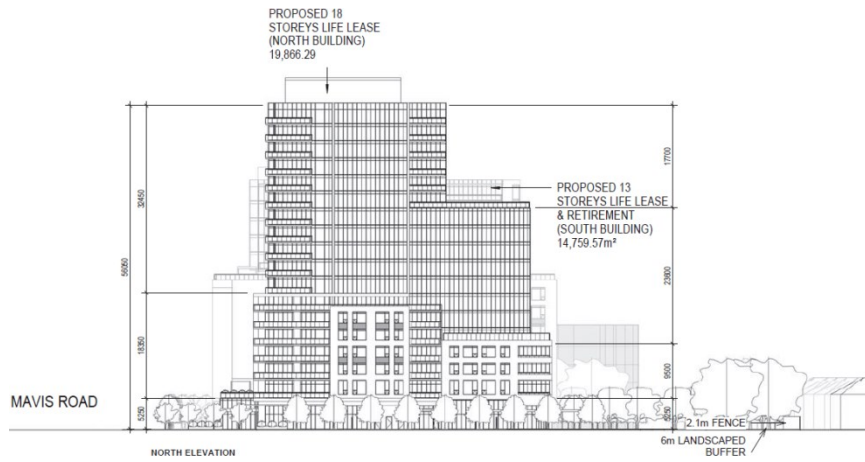 PROPOSED 18
STOREYS LIFE LEASE
(NORTH BUILDING)
19,866.29
PROPOSED 13
STOREYS LIFE LEASE
& RETIREMENT
(SOUTH BUILDING)
14,759.57m²
56050
32450
18350
5250
17700
23800
9500
5250
MAVIS ROAD
2.1m FENCE
6m LANDSCAPED
BUFFER
NORTH ELEVATION